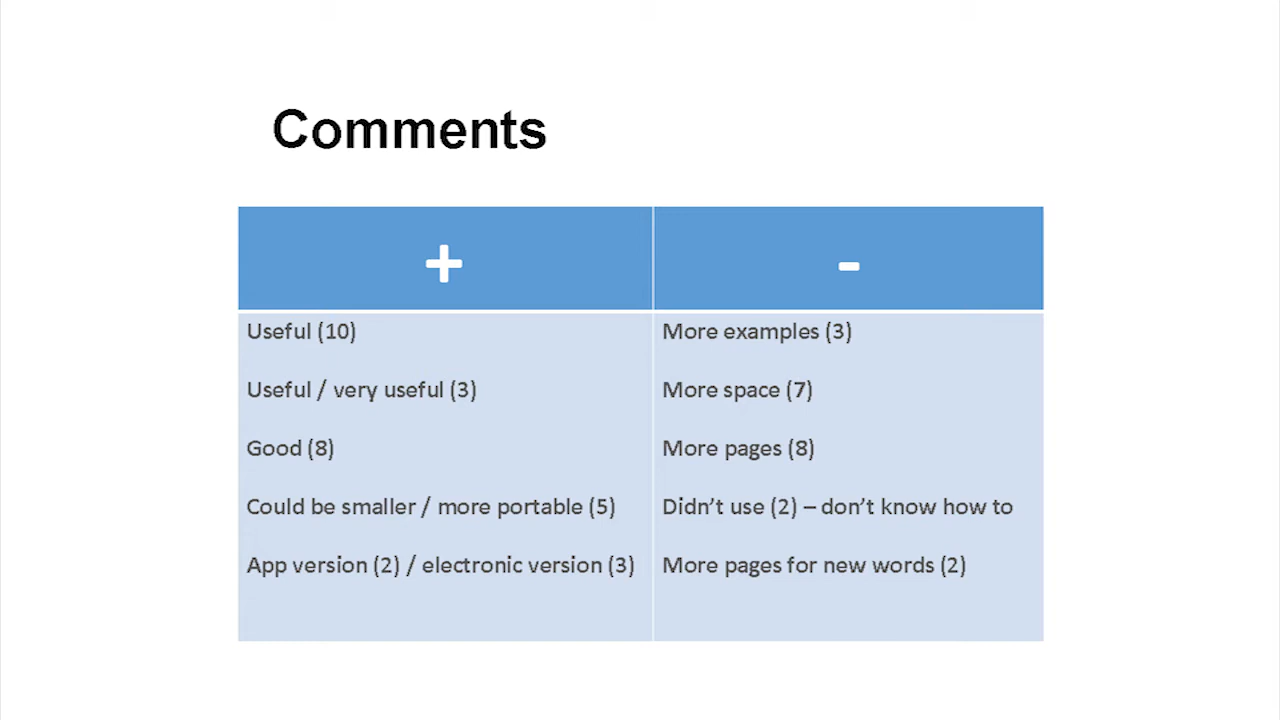 Comments
+
-
Useful (10)
More examples (3)
Useful / very useful (3)
More space (7)
Good (8)
More pages (8)
Could be smaller / more portable (5)
Didn’t use (2) – don’t know how to
App version (2) / electronic version (3)
More pages for new words (2)